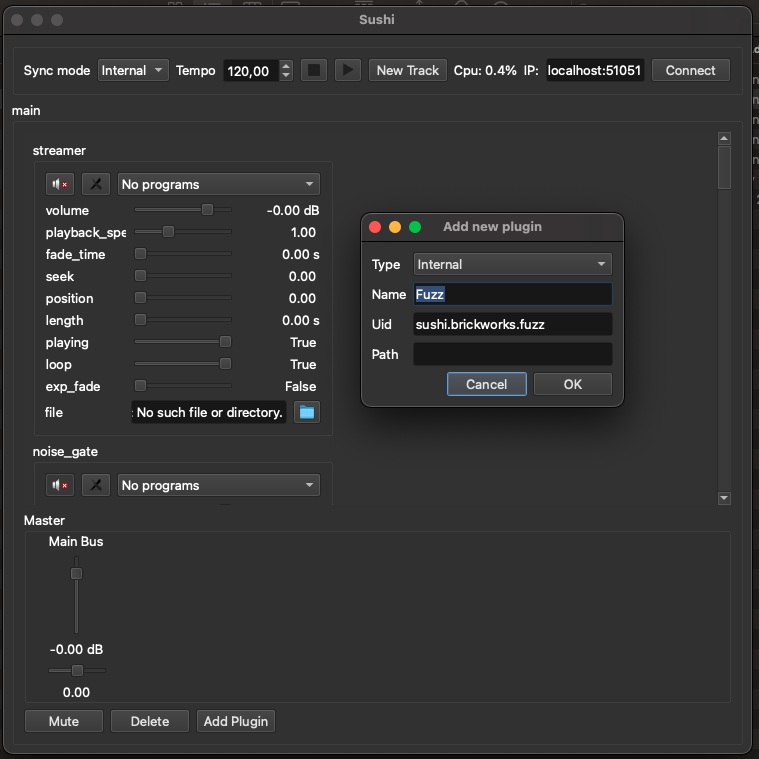 Sushi
Sync mode Internal Tempo 120,00 New Track Cpu: 0.4% IP: localhost:51051 Connect
main
streamer
No programs
volume -0.00 dB
playback_spe 1.00
fade_time 0.00 s
seek 0.00
position 0.00
length 0.00 s
playing True
loop True
exp_fade False
file : No such file or directory.
noise_gate
No programs
Add new plugin
Type Internal
Name Fuzz
Uid sushi.brickworks.fuzz
Path
Cancel OK
Master
Main Bus
-0.00 dB
0.00
Mute Delete Add Plugin